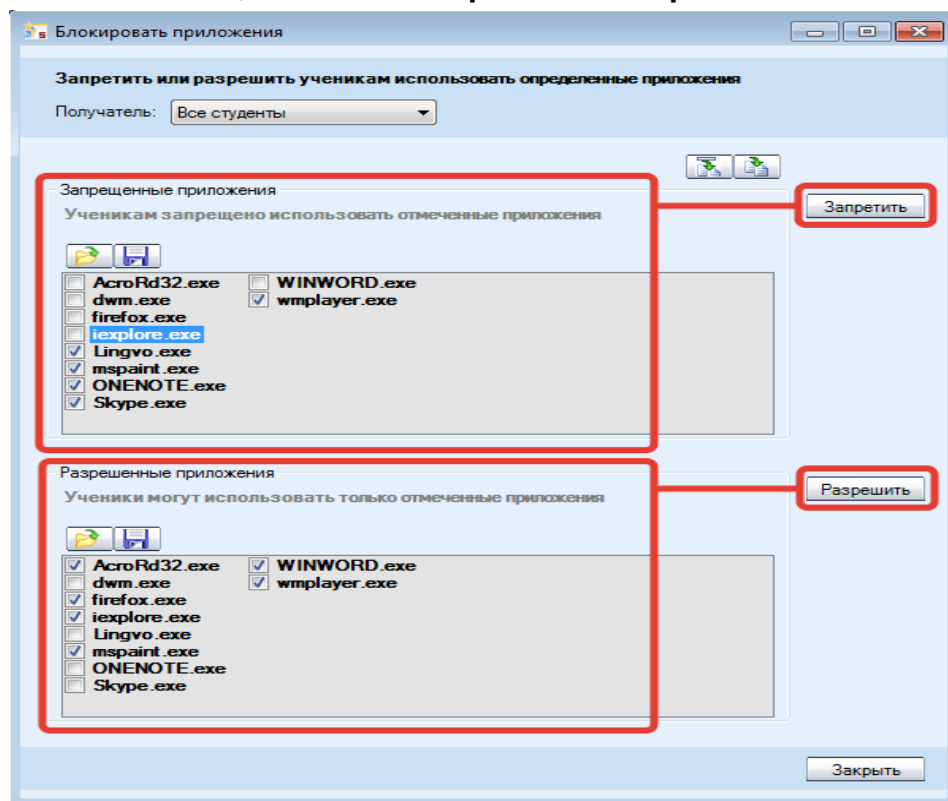 Блокировать приложения
Запретить или разрешить ученикам использовать определенные приложения
Получатель: Все студенты
Запрещенные приложения
Запретить
Ученикам запрещено использовать отмеченные приложения
AcroRd32.exe WINWORD.exe
dwm.exe wmplayer.exe
firefox.exe
iexplore.exe
Lingvo.exe
mspaint.exe
ONENOTE.exe
Skype.exe
Разрешенные приложения
Разрешить
Ученики могут использовать только отмеченные приложения
AcroRd32.exe WINWORD.exe
dwm.exe wmplayer.exe
firefox.exe
iexplore.exe
Lingvo.exe
mspaint.exe
ONENOTE.exe
Skype.exe
Закрыть